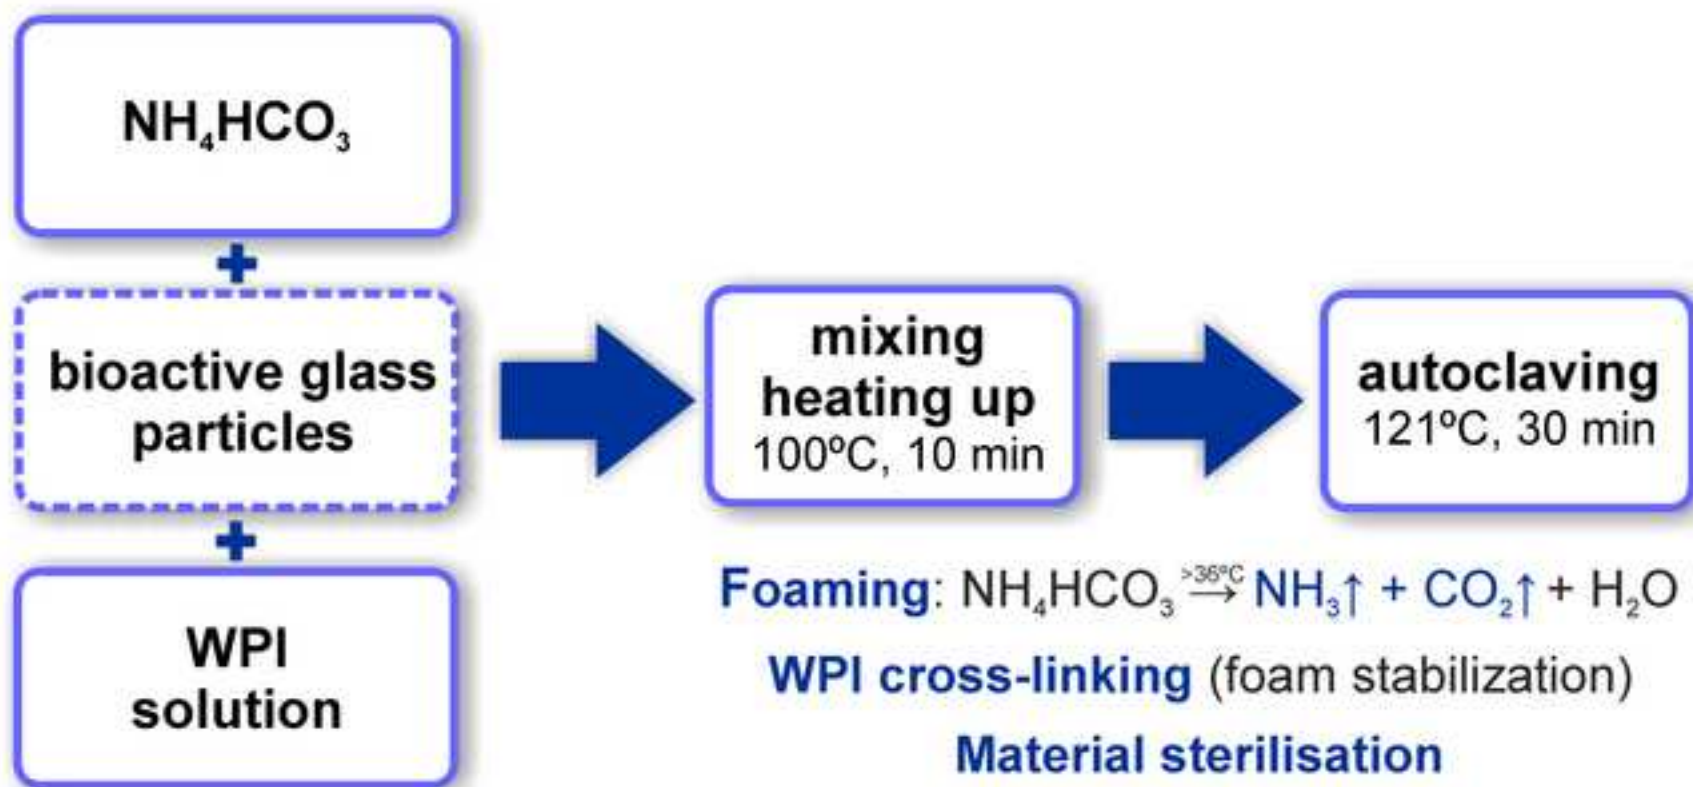 NH₄HCO₃
+
bioactive glass
particles
+
WPI
solution
mixing
heating up
100ºC, 10 min
autoclaving
121ºC, 30 min
Foaming: NH₄HCO₃ >36ºC → NH₃↑ + CO₂↑ + H₂O
WPI cross-linking (foam stabilization)
Material sterilisation